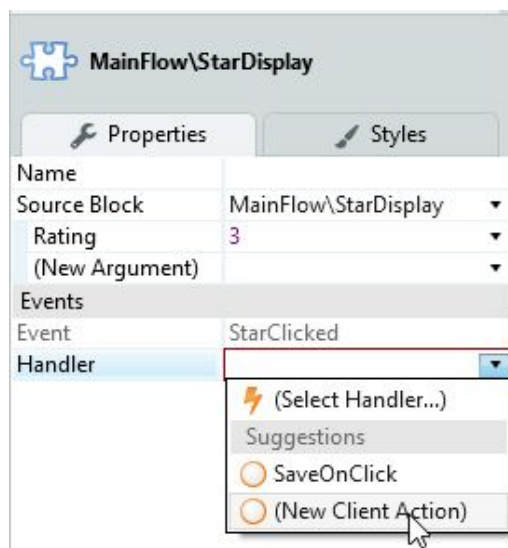 MainFlow\StarDisplay
Properties Styles
Name
Source Block MainFlow\StarDisplay
Rating 3
(New Argument)
Events
Event StarClicked
Handler
(Select Handler...)
Suggestions
SaveOnClick
(New Client Action)